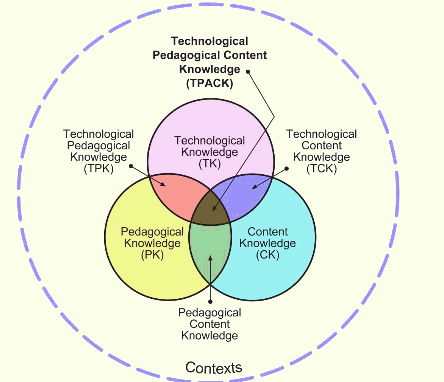 Technological
Pedagogical Content
Knowledge
(TPACK)
Technological
Pedagogical
Knowledge
(TPK)
Technological
Knowledge
(TK)
Technological
Content
Knowledge
(TCK)
Pedagogical
Knowledge
(PK)
Content
Knowledge
(CK)
Pedagogical
Content
Knowledge
Contexts